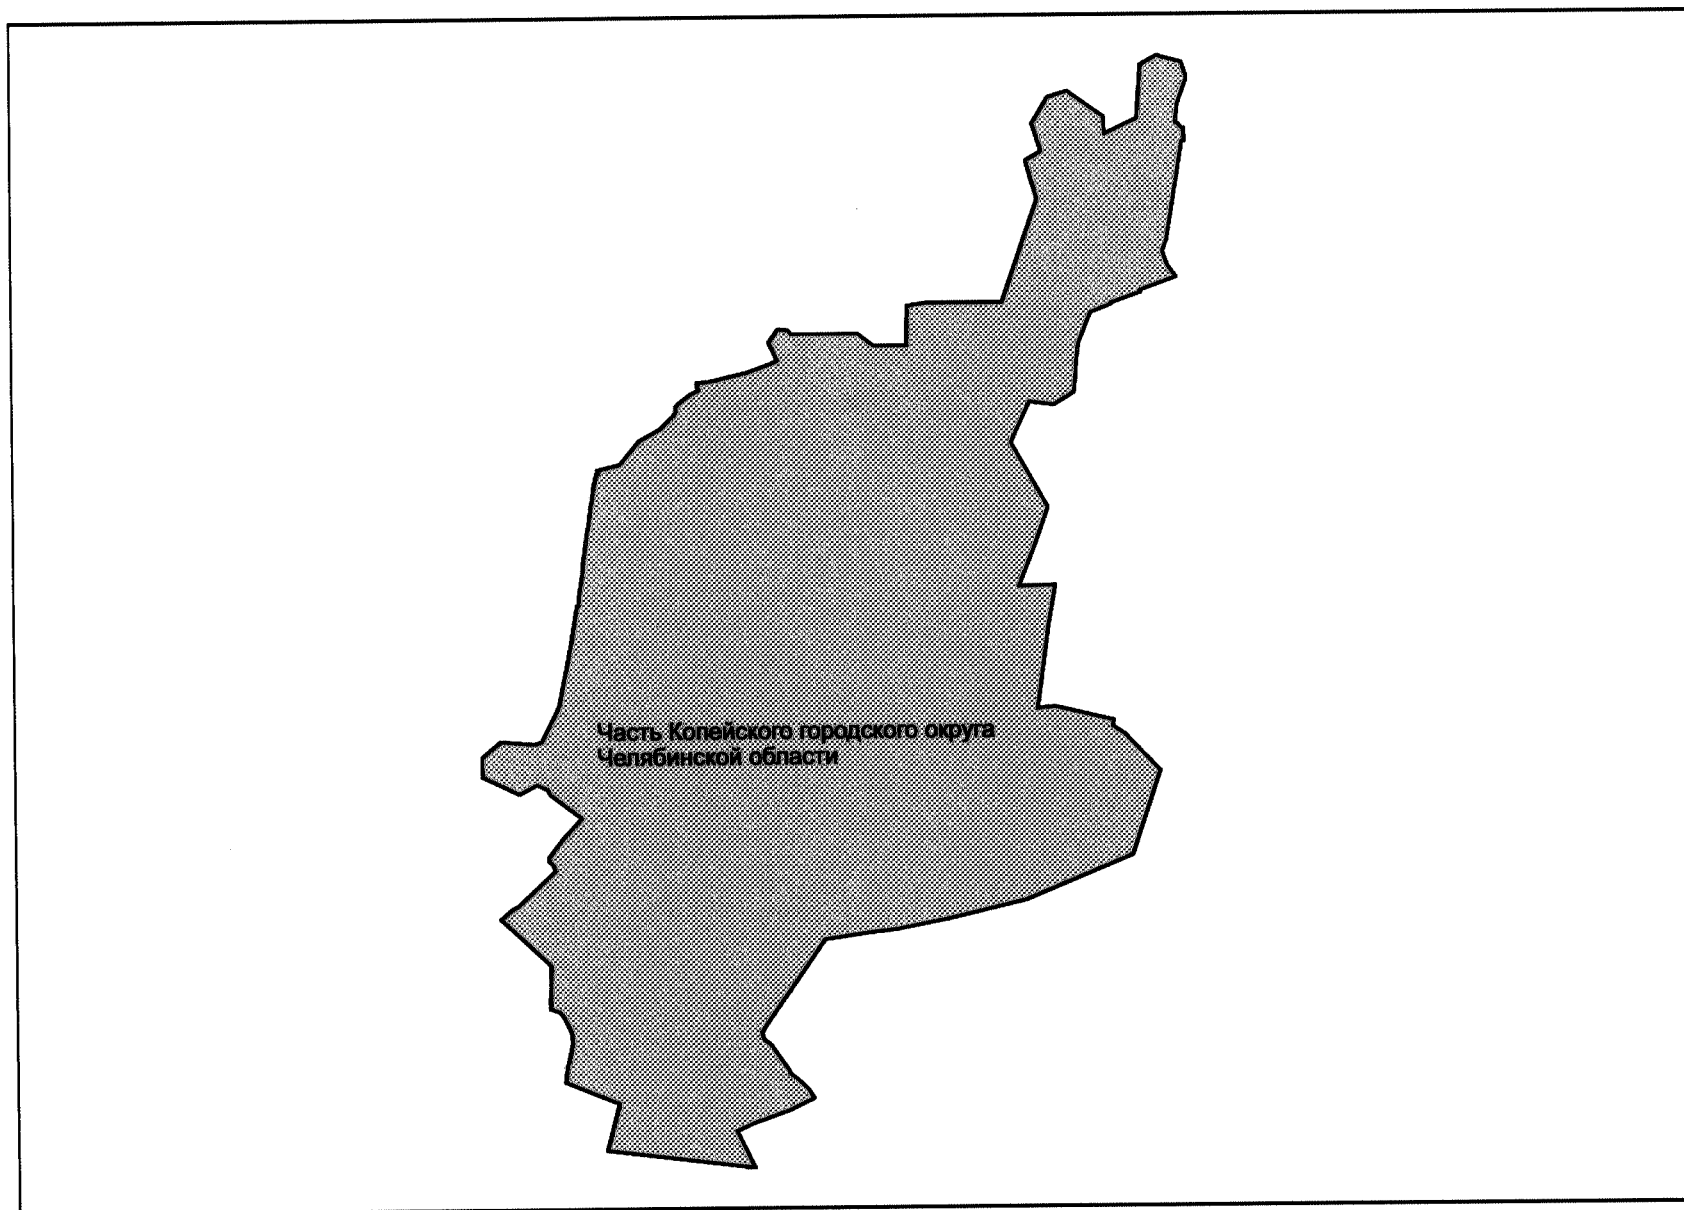 Часть Копейского городского округа
Челябинской области